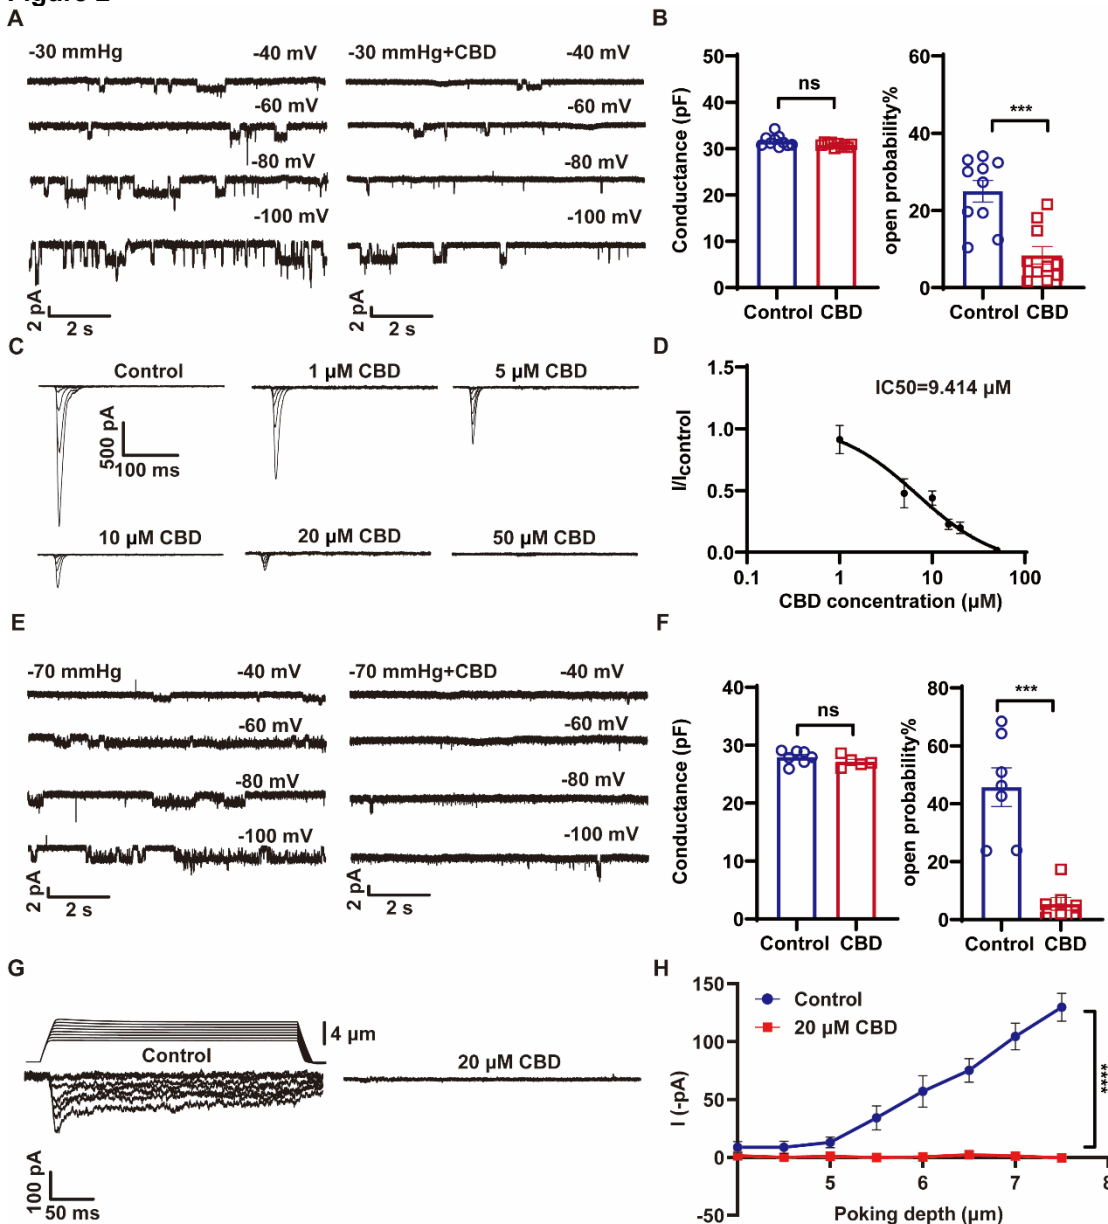 Figure 2
A
-30 mmHg
-40 mV
-60 mV
-80 mV
-100 mV
2 pA
2 s
-30 mmHg+CBD
-40 mV
-60 mV
-80 mV
-100 mV
2 pA
2 s
B
Conductance (pF)
50
40
30
20
10
0
ns
Control CBD
open probability%
60
40
20
0
***
Control CBD
C
Control
500 pA
100 ms
1 µM CBD
5 µM CBD
10 µM CBD
20 µM CBD
50 µM CBD
D
IC50=9.414 µM
I/Icontrol
1.5
1.0
0.5
0.0
0.1
1
10
100
CBD concentration (µM)
E
-70 mmHg
-40 mV
-60 mV
-80 mV
-100 mV
2 pA
2 s
-70 mmHg+CBD
-40 mV
-60 mV
-80 mV
-100 mV
2 pA
2 s
F
Conductance (pF)
40
30
20
10
0
ns
Control CBD
open probability%
80
60
40
20
0
***
Control CBD
G
4 µm
Control
100 pA
50 ms
20 µM CBD
H
Control
20 µM CBD
I (-pA)
150
100
50
0
-50
5
6
7
8
Poking depth (µm)
****